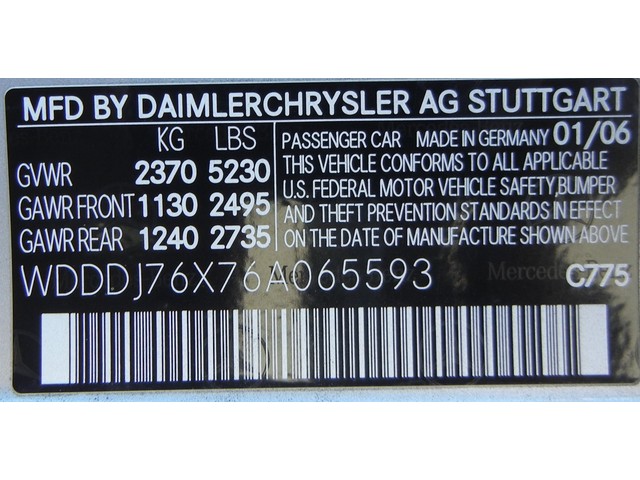 MFD BY DAIMLERCHRYSLER AG STUTTGART
KG LBS
GVWR 2370 5230
GAWR FRONT 1130 2495
GAWR REAR 1240 2735
PASSENGER CAR MADE IN GERMANY 01/06
THIS VEHICLE CONFORMS TO ALL APPLICABLE
U.S. FEDERAL MOTOR VEHICLE SAFETY,BUMPER
AND THEFT PREVENTION STANDARDS IN EFFECT
ON THE DATE OF MANUFACTURE SHOWN ABOVE
WDDDJ76X76A065593 C775